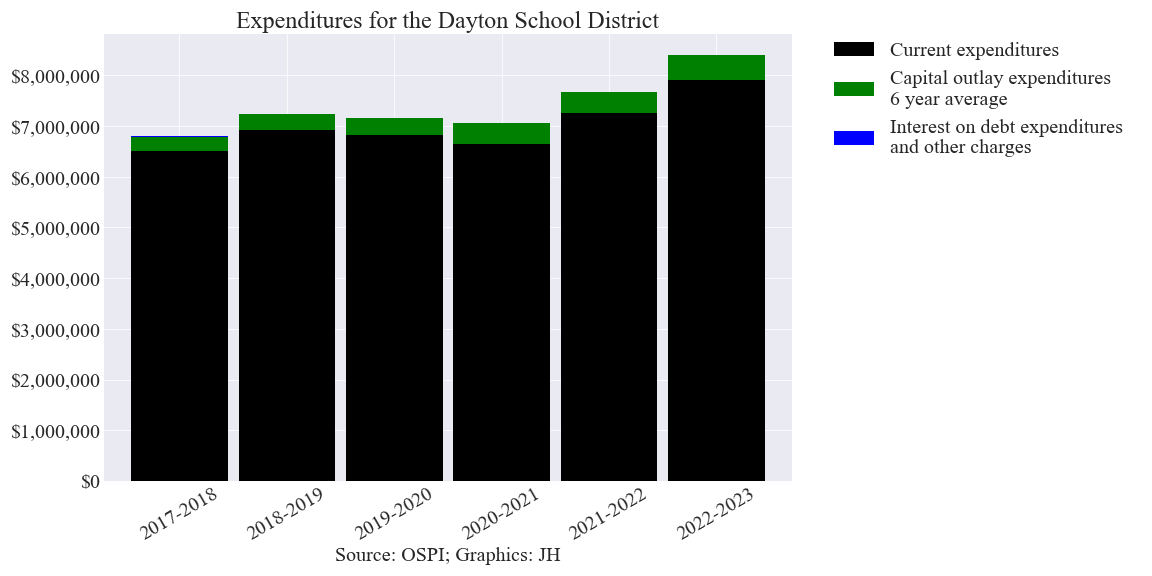 Expenditures for the Dayton School District
Current expenditures
Capital outlay expenditures
6 year average
Interest on debt expenditures
and other charges
$8,000,000
$7,000,000
$6,000,000
$5,000,000
$4,000,000
$3,000,000
$2,000,000
$1,000,000
$0
2017-2018
2018-2019
2019-2020
2020-2021
2021-2022
2022-2023
Source: OSPI; Graphics: JH